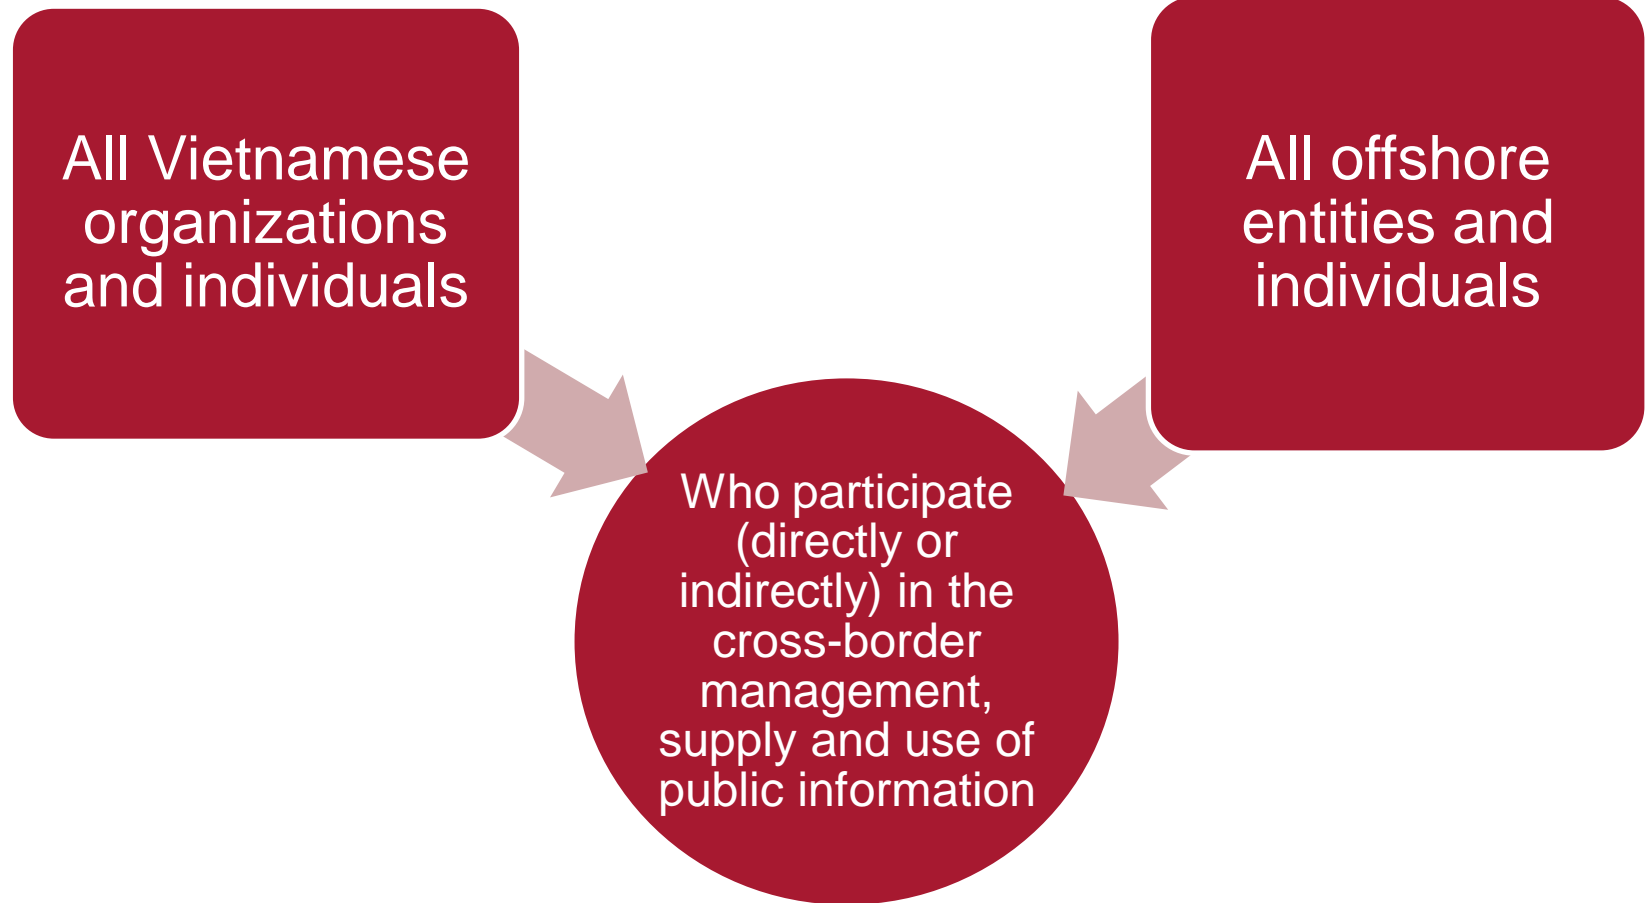 All Vietnamese
organizations
and individuals
All offshore
entities and
individuals
Who participate
(directly or
indirectly) in the
cross-border
management,
supply and use of
public information